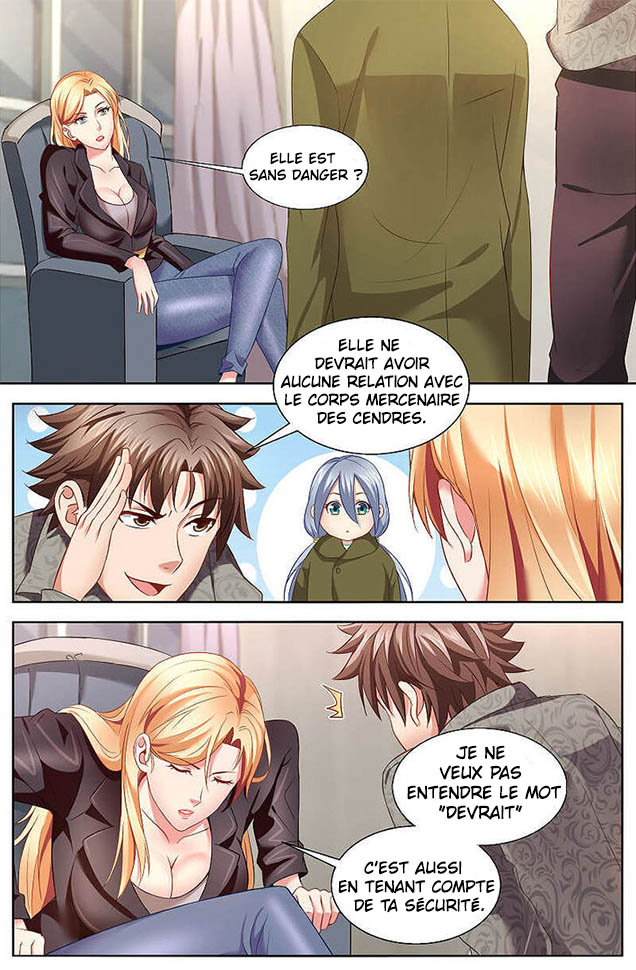 ELLE EST
SANS DANGER ?
ELLE NE
DEVRAIT AVOIR
AUCUNE RELATION AVEC
LE CORPS MERCENAIRE
DES CENDRES.
JE NE
VEUX PAS
ENTENDRE LE MOT
"DEVRAIT"
C'EST AUSSI
EN TENANT COMPTE
DE TA SÉCURITÉ.